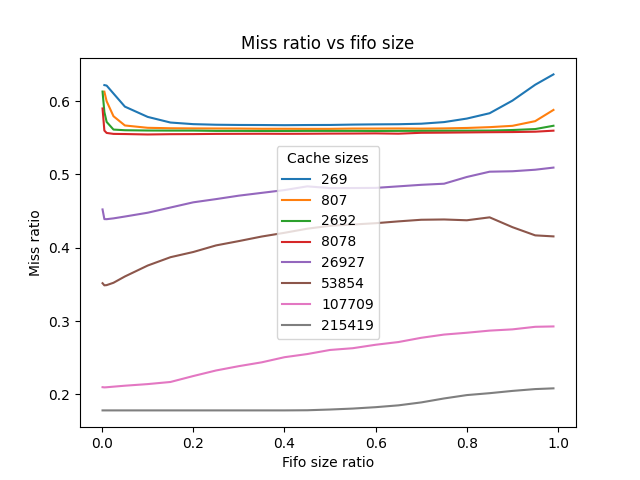 Miss ratio vs fifo size
Miss ratio
0.6
0.5
0.4
0.3
0.2
Cache sizes
269
807
2692
8078
26927
53854
107709
215419
0.0 0.2 0.4 0.6 0.8 1.0
Fifo size ratio